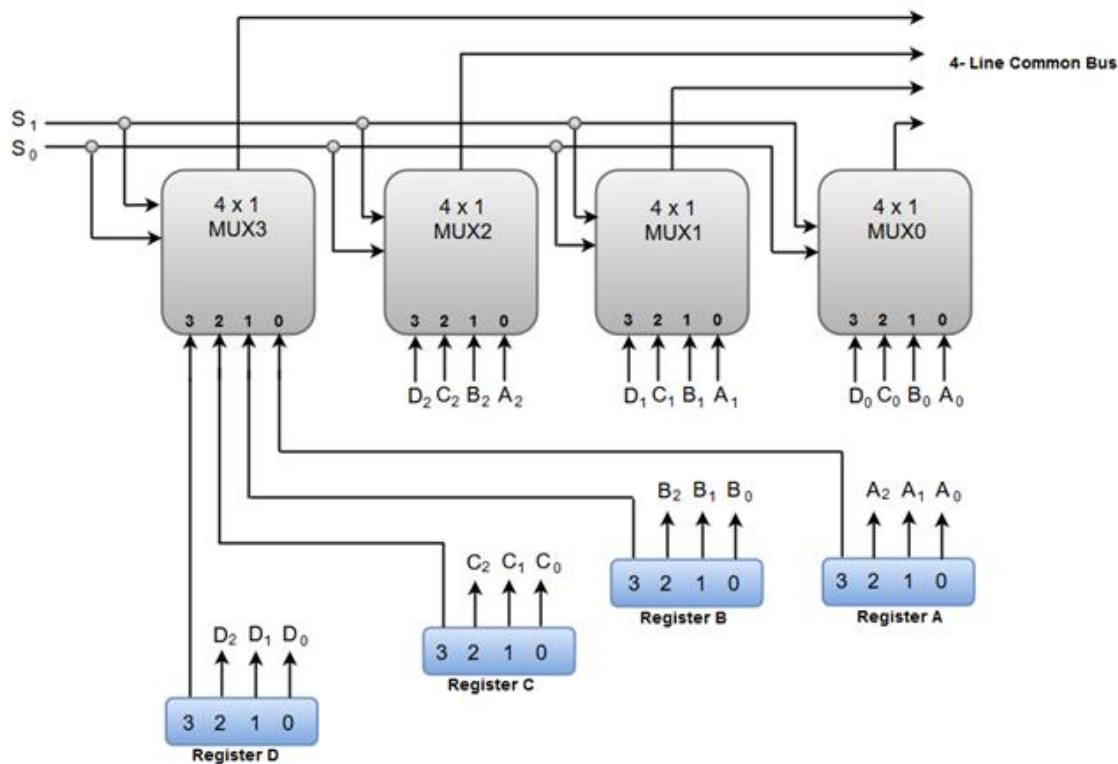 4- Line Common Bus
S1
S0
4 x 1
MUX3
4 x 1
MUX2
4 x 1
MUX1
4 x 1
MUX0
3 2 1 0
3 2 1 0
3 2 1 0
3 2 1 0
D2 C2 B2 A2
D1 C1 B1 A1
D0 C0 B0 A0
B2 B1 B0
A2 A1 A0
3 2 1 0
Register B
3 2 1 0
Register A
C2 C1 C0
3 2 1 0
Register C
D2 D1 D0
3 2 1 0
Register D